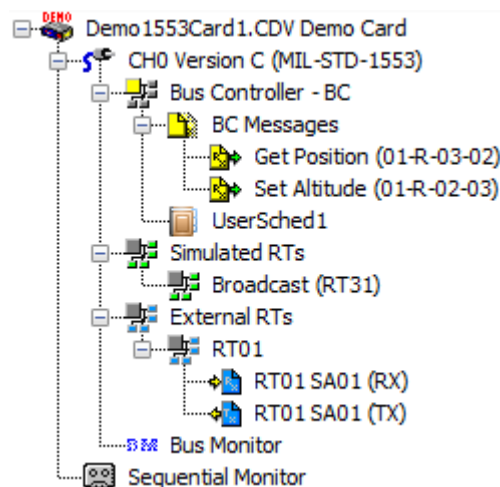 DEMO
Demo1553Card1.CDV Demo Card
CH0 Version C (MIL-STD-1553)
Bus Controller - BC
BC Messages
Get Position (01-R-03-02)
Set Altitude (01-R-02-03)
UserSched1
Simulated RTs
Broadcast (RT31)
External RTs
RT01
RT01 SA01 (RX)
RT01 SA01 (TX)
BM Bus Monitor
Sequential Monitor